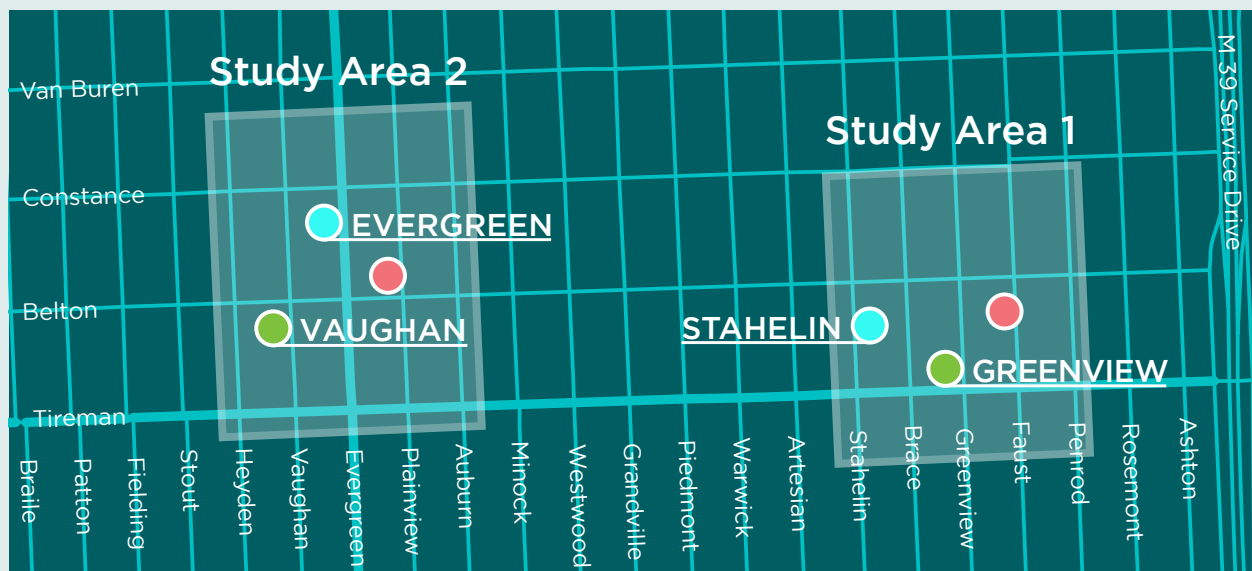 Study Area 2
Study Area 1
M 39 Service Drive
Van Buren
Constance
Belton
Tireman
EVERGREEN
VAUGHAN
STAHELIN
GREENVIEW
Braile
Patton
Fielding
Stout
Heyden
Vaughan
Evergreen
Plainview
Auburn
Minock
Westwood
Grandville
Piedmont
Warwick
Artesian
Stahelin
Brace
Greenview
Faust
Penrod
Rosemont
Ashton